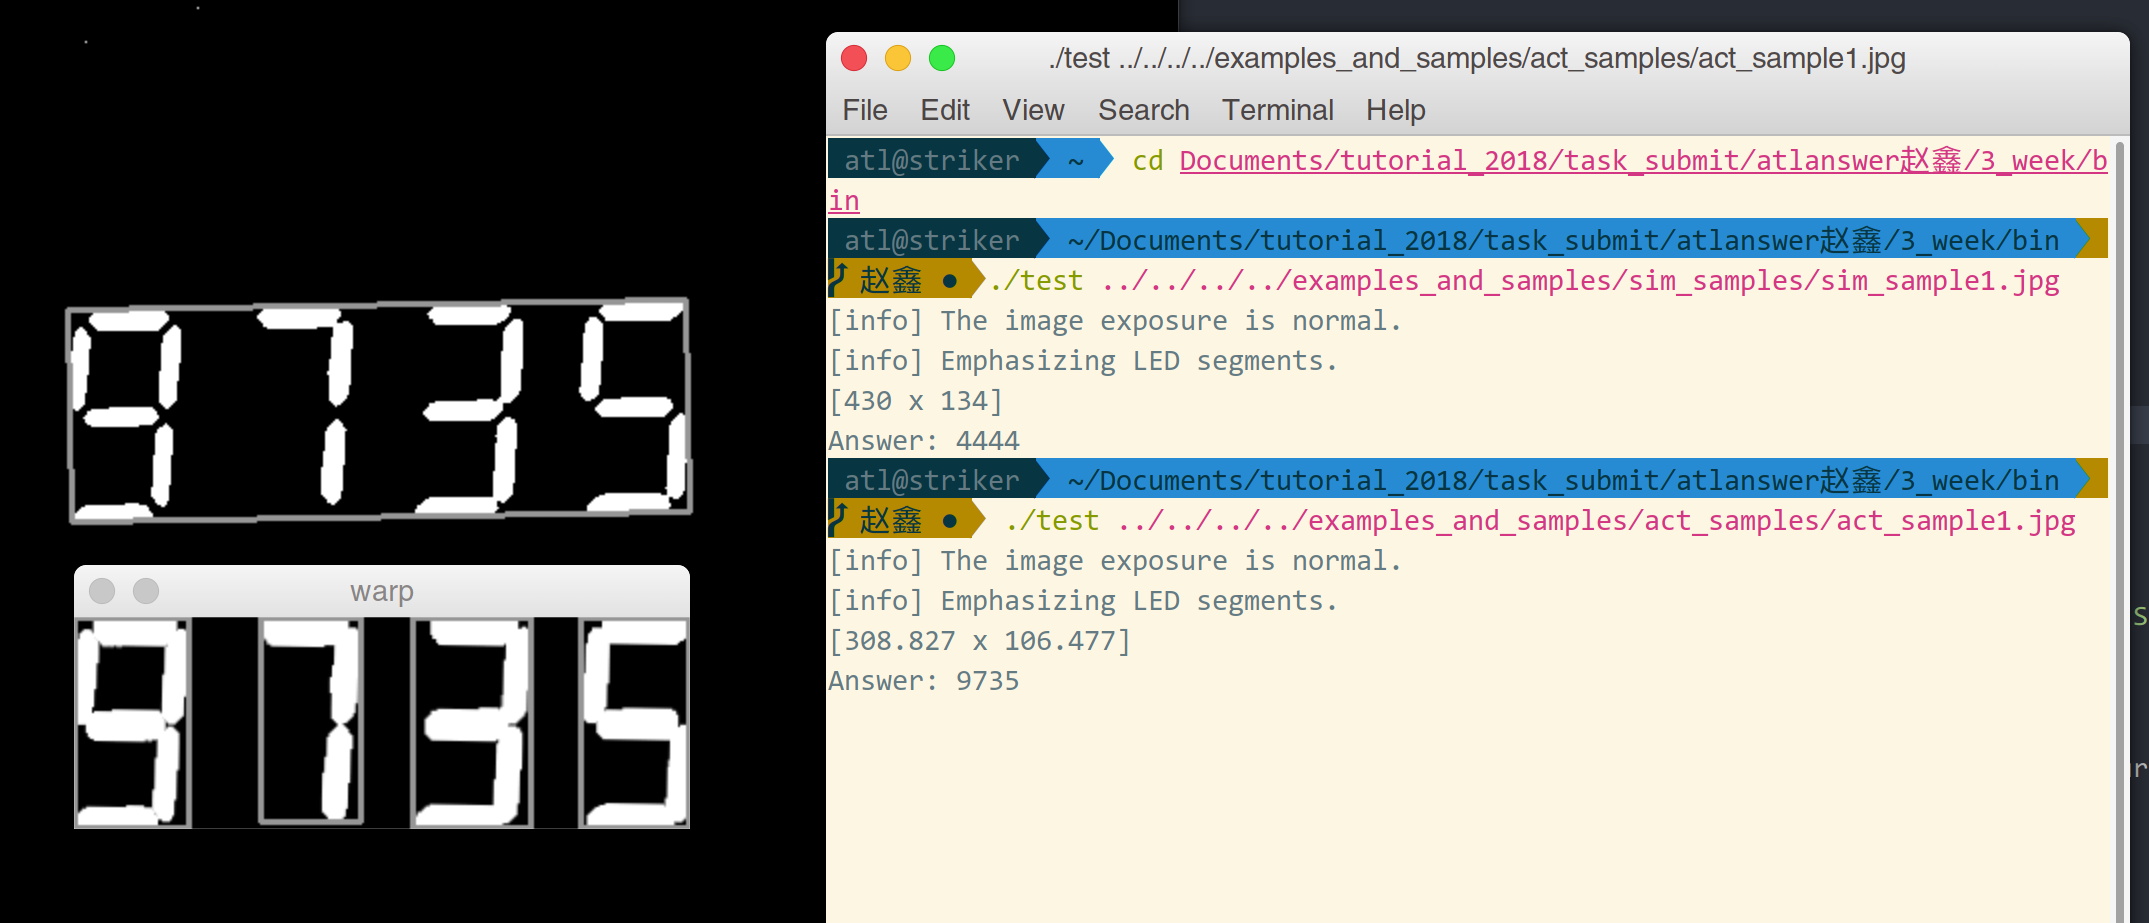 9735
warp
9735
./test ../../../../examples_and_samples/act_samples/act_sample1.jpg
File Edit View Search Terminal Help
atl@striker ~ cd Documents/tutorial_2018/task_submit/atlanswer赵鑫/3_week/b
in
atl@striker ~/Documents/tutorial_2018/task_submit/atlanswer赵鑫/3_week/bin
赵鑫 ● ./test ../../../../examples_and_samples/sim_samples/sim_sample1.jpg
[info] The image exposure is normal.
[info] Emphasizing LED segments.
[430 x 134]
Answer: 4444
atl@striker ~/Documents/tutorial_2018/task_submit/atlanswer赵鑫/3_week/bin
赵鑫 ● ./test ../../../../examples_and_samples/act_samples/act_sample1.jpg
[info] The image exposure is normal.
[info] Emphasizing LED segments.
[308.827 x 106.477]
Answer: 9735
S